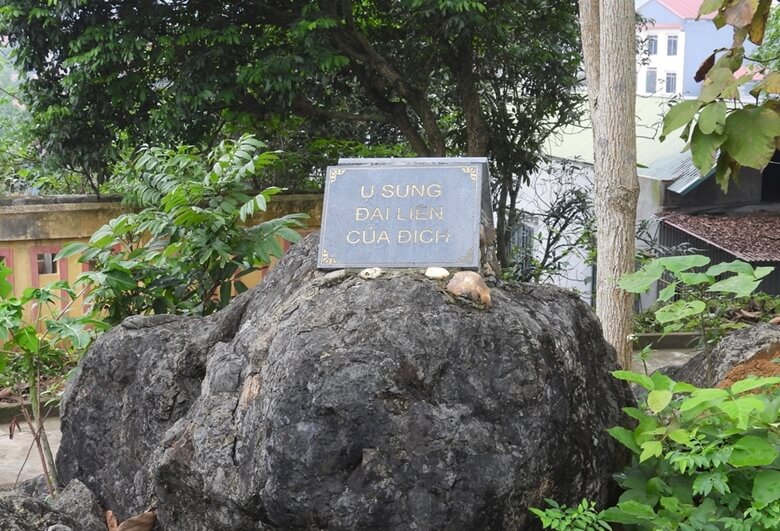 Ụ SÚNG
ĐẠI LIÊN
CỦA ĐỊCH